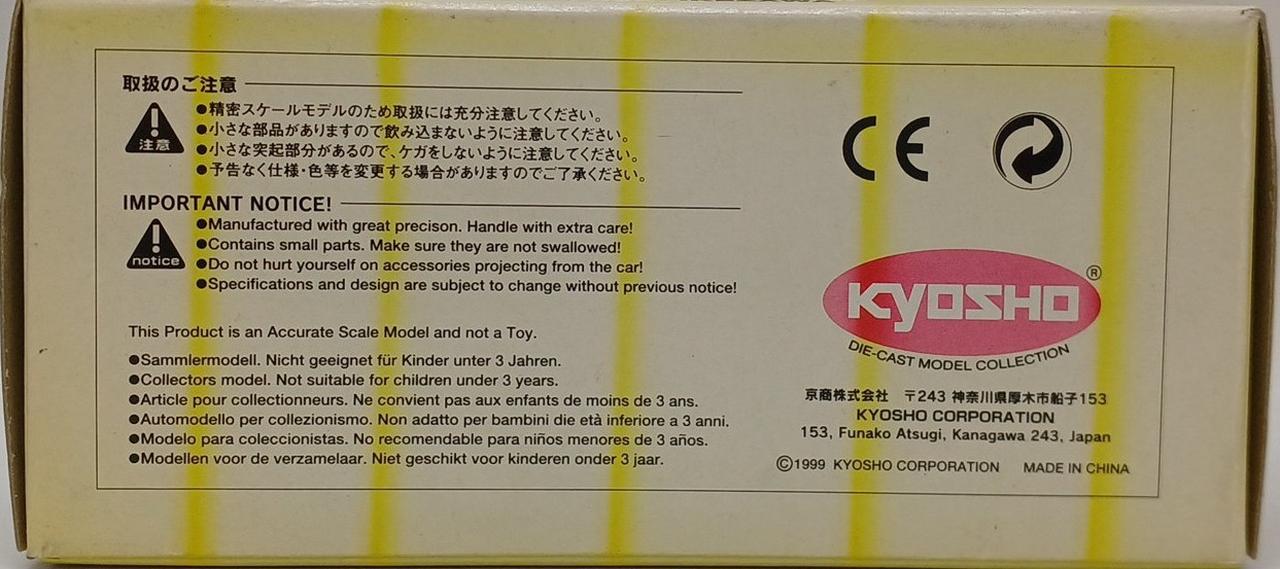 取扱のご注意
注意
●精密スケールモデルのため取扱には充分注意してください。
●小さな部品がありますので飲み込まないように注意してください。
●小さな突起部分があるので、ケガをしないように注意してください。
●予告なく仕様・色等を変更する場合がありますのでご了承ください。
IMPORTANT NOTICE!
notice
●Manufactured with great precison. Handle with extra care!
●Contains small parts. Make sure they are not swallowed!
●Do not hurt yourself on accessories projecting from the car!
●Specifications and design are subject to change without previous notice!
This Product is an Accurate Scale Model and not a Toy.
●Sammlermodell. Nicht geeignet für Kinder unter 3 Jahren.
●Collectors model. Not suitable for children under 3 years.
●Article pour collectionneurs. Ne convient pas aux enfants de moins de 3 ans.
●Automodello per collezionismo. Non adatto per bambini die età inferiore a 3 anni.
●Modelo para coleccionistas. No recomendable para niños menores de 3 años.
●Modellen voor de verzamelaar. Niet geschikt voor kinderen onder 3 jaar.
CE
KYOSHO ®
DIE-CAST MODEL COLLECTION
京商株式会社 〒243 神奈川県厚木市船子153
KYOSHO CORPORATION
153, Funako Atsugi, Kanagawa 243, Japan
©1999 KYOSHO CORPORATION MADE IN CHINA